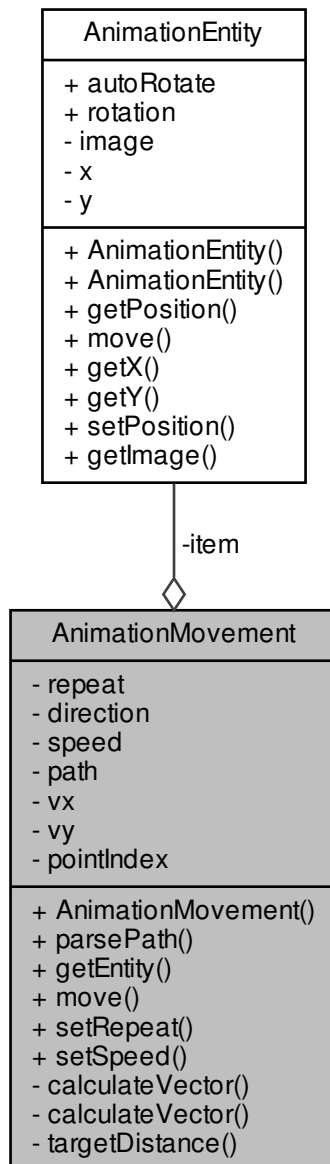 AnimationEntity
+ autoRotate
+ rotation
- image
- x
- y
+ AnimationEntity()
+ AnimationEntity()
+ getPosition()
+ move()
+ getX()
+ getY()
+ setPosition()
+ getImage()
-item
AnimationMovement
- repeat
- direction
- speed
- path
- vx
- vy
- pointIndex
+ AnimationMovement()
+ parsePath()
+ getEntity()
+ move()
+ setRepeat()
+ setSpeed()
- calculateVector()
- calculateVector()
- targetDistance()